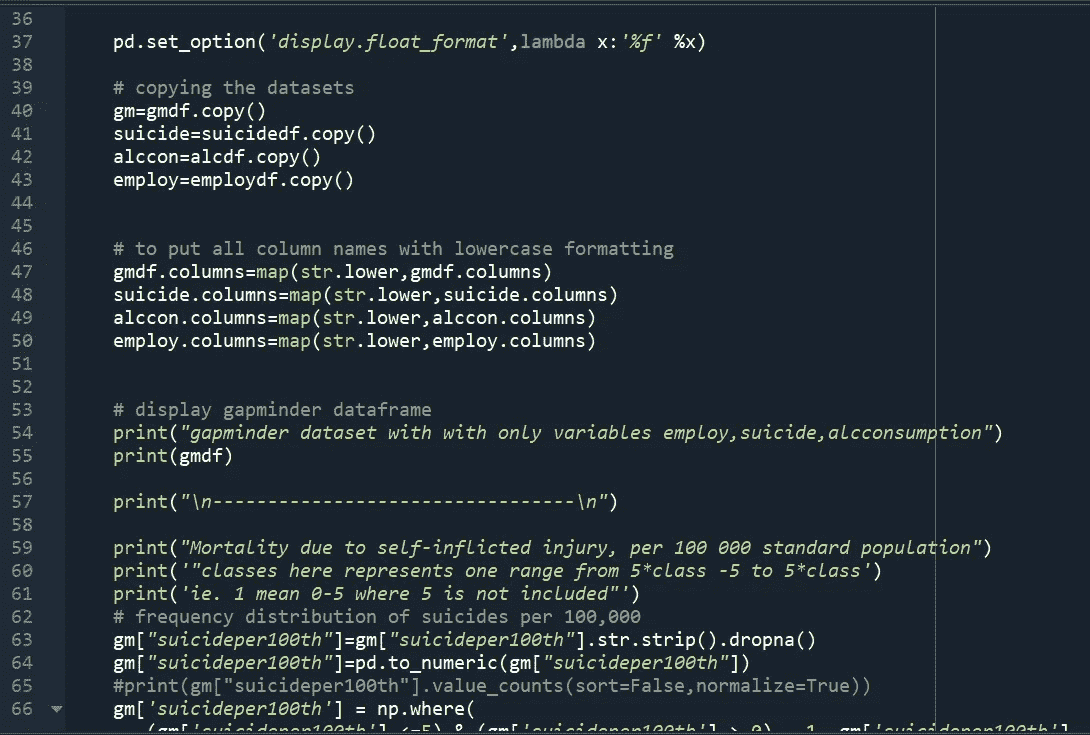 36
37 pd.set_option('display.float_format',lambda x:'%f' %x)
38
39 # copying the datasets
40 gm=gmdf.copy()
41 suicide=suicidedf.copy()
42 alccon=alcdf.copy()
43 employ=employdf.copy()
44
45
46 # to put all column names with lowercase formatting
47 gmdf.columns=map(str.lower,gmdf.columns)
48 suicide.columns=map(str.lower,suicide.columns)
49 alccon.columns=map(str.lower,alccon.columns)
50 employ.columns=map(str.lower,employ.columns)
51
52
53 # display gapminder dataframe
54 print("gapminder dataset with with only variables employ,suicide,alcconsumption")
55 print(gmdf)
56
57 print("\n---------------------------------\n")
58
59 print("Mortality due to self-inflicted injury, per 100 000 standard population")
60 print('"classes here represents one range from 5*class -5 to 5*class')
61 print('ie. 1 mean 0-5 where 5 is not included"')
62 # frequency distribution of suicides per 100,000
63 gm["suicideper100th"]=gm["suicideper100th"].str.strip().dropna()
64 gm["suicideper100th"]=pd.to_numeric(gm["suicideper100th"])
65 #print(gm["suicideper100th"].value_counts(sort=False,normalize=True))
66 gm['suicideper100th'] = np.where(
(gm['suicideper100th'] <=5) & (gm['suicideper100th'] > 0), 1, gm['suicideper100th']